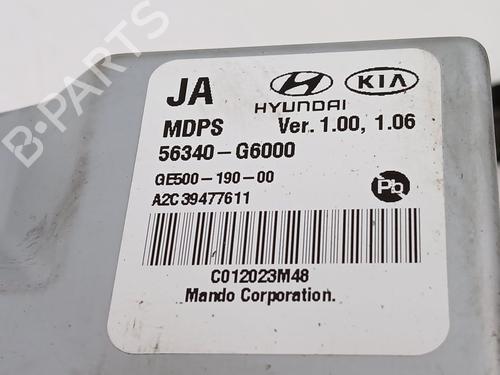 JA
HYUNDAI
KIA
MDPS Ver. 1.00, 1.06
56340-G6000
GE500-190-00
A2C39477611
Pb
C012023M48
Mando Corporation.
B-PARTS